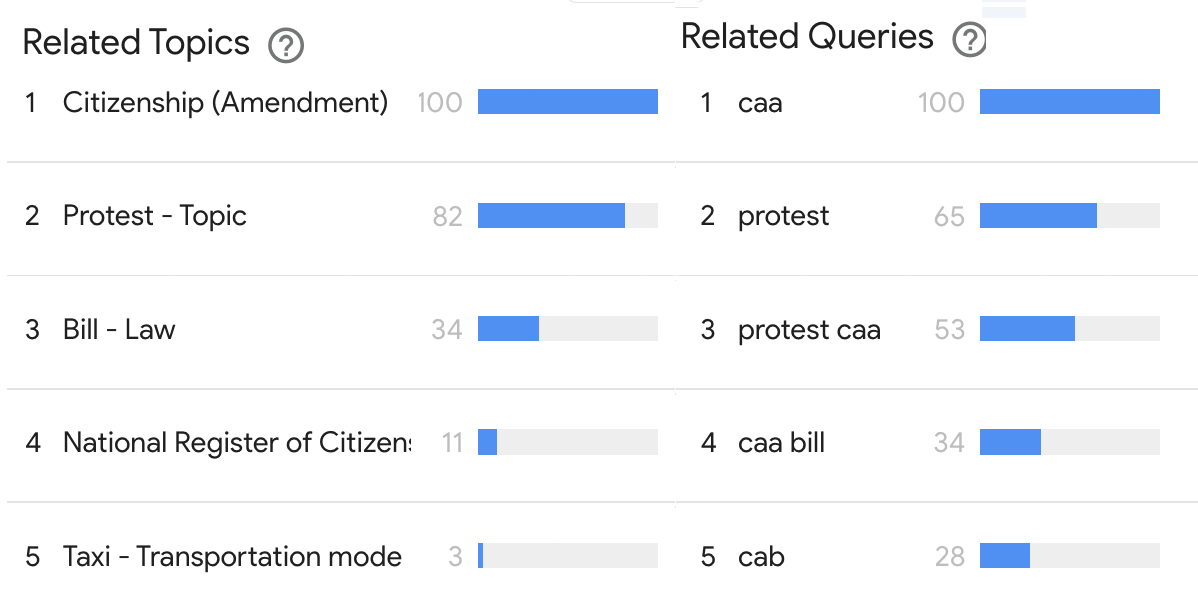 Related Topics ?
1 Citizenship (Amendment) 100
2 Protest - Topic 82
3 Bill - Law 34
4 National Register of Citizens 11
5 Taxi - Transportation mode 3
Related Queries ?
1 caa 100
2 protest 65
3 protest caa 53
4 caa bill 34
5 cab 28